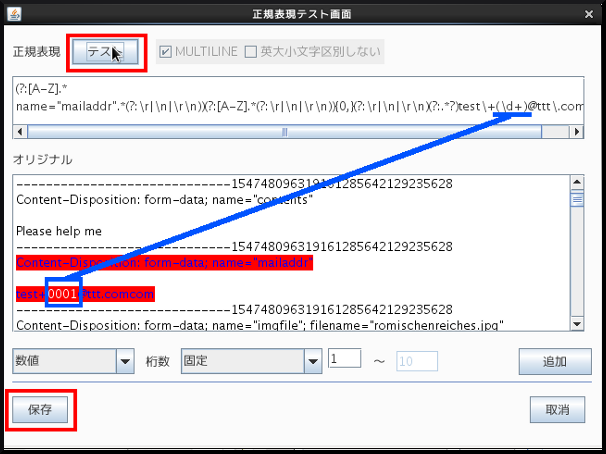 正規表現テスト画面
正規表現 テスト MULTILINE 英大小文字区別しない
(?:[A-Z].*
name="mailaddr".*(?:\r|\n|\r\n)(?:[A-Z].*(?:\r|\n|\r\n)){0,}(?:\r|\n|\r\n)(?:.*?)test\+(\d+)@ttt\.com
オリジナル
-----------------------------154748096319161285642129235628
Content-Disposition: form-data; name="contents"
Please help me
-----------------------------154748096319161285642129235628
Content-Disposition: form-data; name="mailaddr"
test+0001@ttt.comcom
-----------------------------154748096319161285642129235628
Content-Disposition: form-data; name="imgfile"; filename="romischenreiches.jpg"
数値 桁数 固定 1 ～ 10 追加
保存 取消